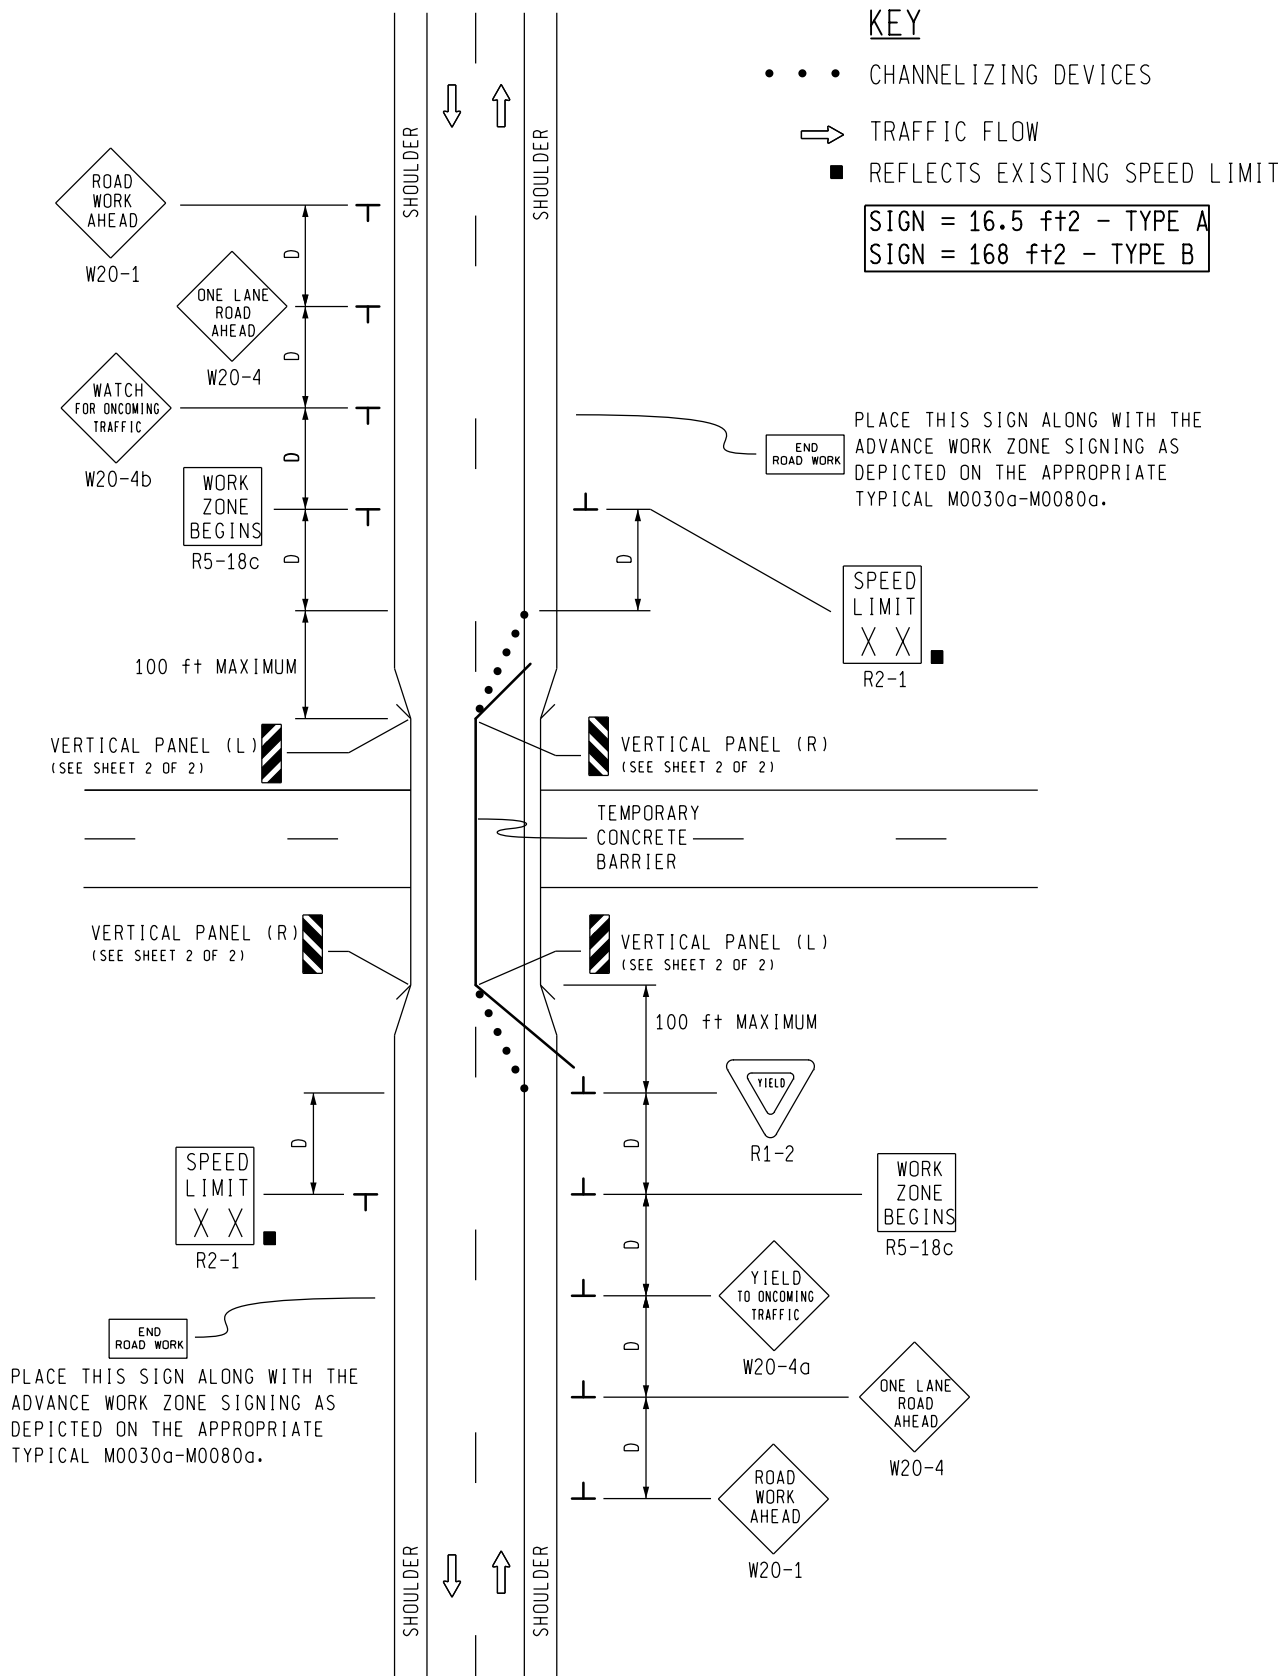 KEY
CHANNELIZING DEVICES
TRAFFIC FLOW
REFLECTS EXISTING SPEED LIMIT
SIGN = 16.5 ft2 - TYPE A
SIGN = 168 ft2 - TYPE B
SHOULDER
SHOULDER
ROAD
WORK
AHEAD
W20-1
D
ONE LANE
ROAD
AHEAD
W20-4
D
WATCH
FOR ONCOMING
TRAFFIC
W20-4b
D
WORK
ZONE
BEGINS
R5-18c
D
END
ROAD WORK
PLACE THIS SIGN ALONG WITH THE
ADVANCE WORK ZONE SIGNING AS
DEPICTED ON THE APPROPRIATE
TYPICAL M0030a-M0080a.
D
SPEED
LIMIT
X X
R2-1
100 ft MAXIMUM
VERTICAL PANEL (L)
(SEE SHEET 2 OF 2)
VERTICAL PANEL (R)
(SEE SHEET 2 OF 2)
TEMPORARY
CONCRETE
BARRIER
VERTICAL PANEL (R)
(SEE SHEET 2 OF 2)
VERTICAL PANEL (L)
(SEE SHEET 2 OF 2)
100 ft MAXIMUM
YIELD
R1-2
D
D
SPEED
LIMIT
X X
R2-1
WORK
ZONE
BEGINS
R5-18c
D
YIELD
TO ONCOMING
TRAFFIC
W20-4a
END
ROAD WORK
PLACE THIS SIGN ALONG WITH THE
ADVANCE WORK ZONE SIGNING AS
DEPICTED ON THE APPROPRIATE
TYPICAL M0030a-M0080a.
D
ONE LANE
ROAD
AHEAD
W20-4
D
ROAD
WORK
AHEAD
W20-1
SHOULDER
SHOULDER